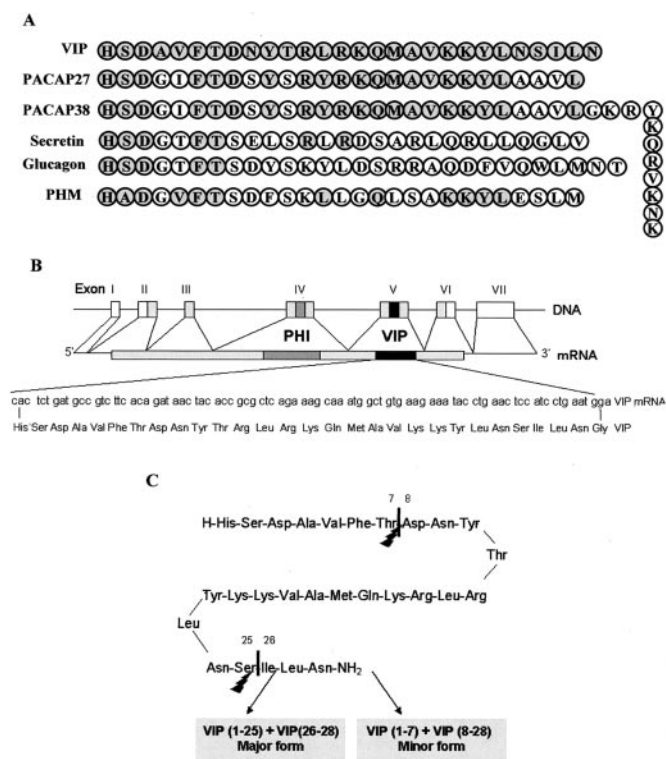 A
VIP HSDAVFTDNYTRLRKQMAVKKYLNSILN
PACAP27 HSDGIFTDSYSRYRKQMAVKKYLAAVL
PACAP38 HSDGIFTDSYSRYRKQMAVKKYLAAVLGKRY
K
Q
R
V
K
N
K
Secretin HSDGTFTSELSRLRDSARLQRLLQGLV
Glucagon HSDGTFTSDYSKYLDSRRAQDFVQWLMNT
PHM HADGVFTSDFSKLLGQLSAKKYLESLM
B
Exon I II III IV V VI VII
DNA
PHI VIP
5' 3' mRNA
cac tct gat gcc gtc ttc aca gat aac tac acc gcg ctc aga aag caa atg gct gtg aag aaa tac ctg aac tcc atc ctg aat gga VIP mRNA
His Ser Asp Ala Val Phe Thr Asp Asn Tyr Thr Arg Leu Arg Lys Gln Met Ala Val Lys Lys Tyr Leu Asn Ser Ile Leu Asn Gly VIP
C
7 8
H-His-Ser-Asp-Ala-Val-Phe-Thr-Asp-Asn-Tyr
Thr
Tyr-Lys-Lys-Val-Ala-Met-Gln-Lys-Arg-Leu-Arg
Leu
25 26
Asn-Ser-Ile-Leu-Asn-NH2
VIP (1-25) + VIP(26-28)
Major form
VIP (1-7) + VIP (8-28)
Minor form